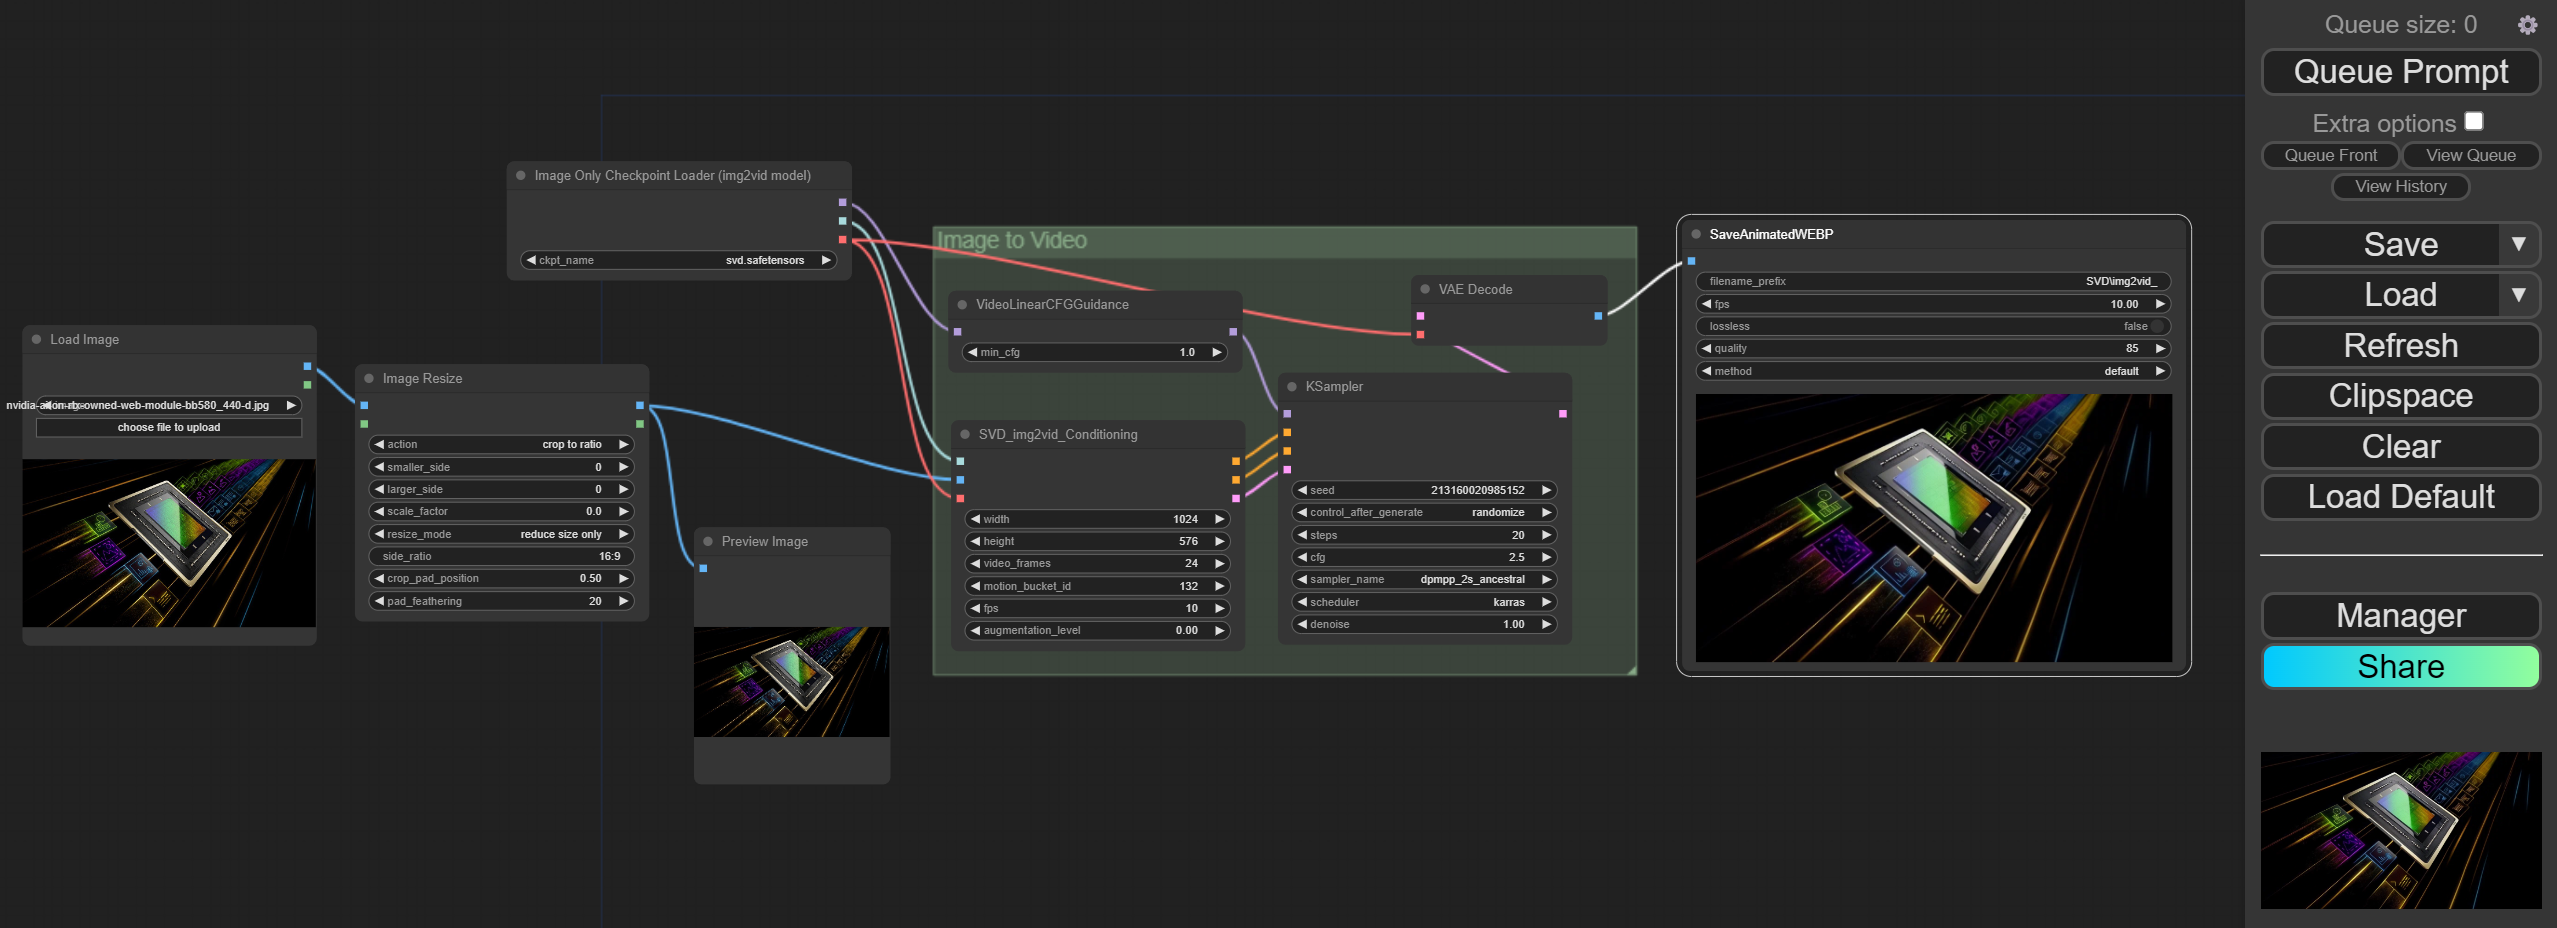 Load Image
nvidia-aion-rtx-owned-web-module-bb580_440-d.jpg
choose file to upload
Image Resize
action crop to ratio
smaller_side 0
larger_side 0
scale_factor 0.0
resize_mode reduce size only
side_ratio 16:9
crop_pad_position 0.50
pad_feathering 20
Image Only Checkpoint Loader (img2vid model)
ckpt_name svd.safetensors
Preview Image
Image to Video
VideoLinearCFGGuidance
min_cfg 1.0
SVD_img2vid_Conditioning
width 1024
height 576
video_frames 24
motion_bucket_id 132
fps 10
augmentation_level 0.00
VAE Decode
KSampler
seed 213160020985152
control_after_generate randomize
steps 20
cfg 2.5
sampler_name dpmpp_2s_ancestral
scheduler karras
denoise 1.00
SaveAnimatedWEBP
filename_prefix SVD\img2vid_
fps 10.00
lossless false
quality 85
method default
Queue size: 0
Queue Prompt
Extra options
Queue Front View Queue
View History
Save
Load
Refresh
Clipspace
Clear
Load Default
Manager
Share